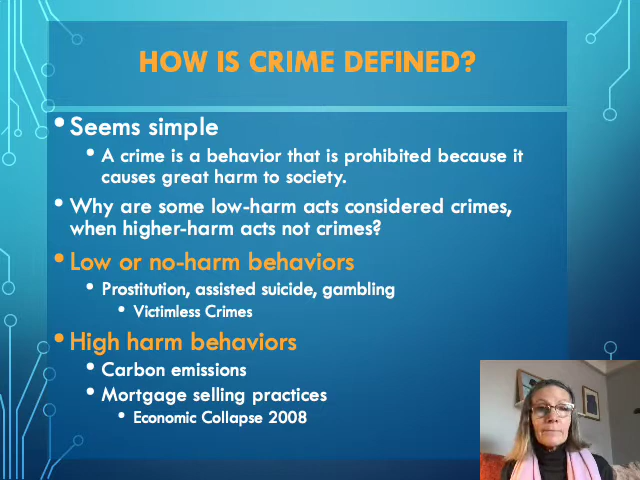 HOW IS CRIME DEFINED?
• Seems simple
• A crime is a behavior that is prohibited because it
causes great harm to society.
• Why are some low-harm acts considered crimes,
when higher-harm acts not crimes?
• Low or no-harm behaviors
• Prostitution, assisted suicide, gambling
• Victimless Crimes
• High harm behaviors
• Carbon emissions
• Mortgage selling practices
• Economic Collapse 2008